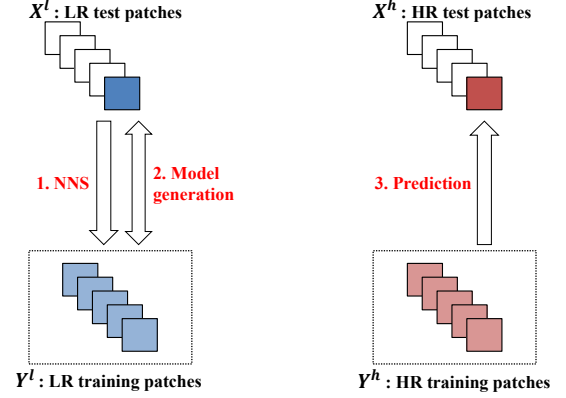 X^l : LR test patches
X^h : HR test patches
1. NNS
2. Model
generation
3. Prediction
Y^l : LR training patches
Y^h : HR training patches